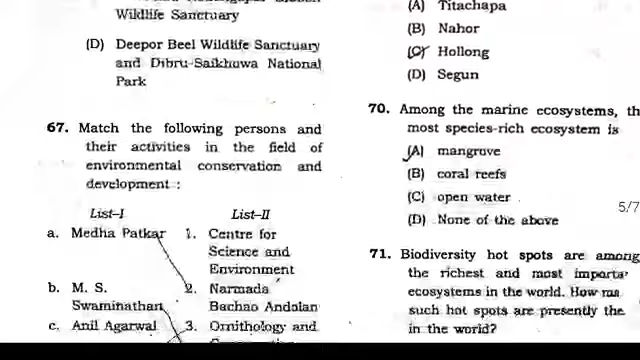 Wildlife Sanctuary
(D) Deepor Beel Wildlife Sanctuary
and Dibru-Saikhowa National
Park
67. Match the following persons and
their activities in the field of
environmental conservation and
development :
List-I List-II
a. Medha Patkar 1. Centre for
Science and
Environment
b. M. S. 2. Narmada
Swaminathan Bachao Andolan
c. Anil Agarwal 3. Ornithology and
(A) Titachapa
(B) Nahor
(C) Hollong
(D) Segun
70. Among the marine ecosystems, th
most species-rich ecosystem is
(A) mangrove
(B) coral reefs
(C) open water
(D) None of the above
5/7
71. Biodiversity hot spots are among
the richest and most importa
ecosystems in the world. How ma
such hot spots are presently the
in the world?